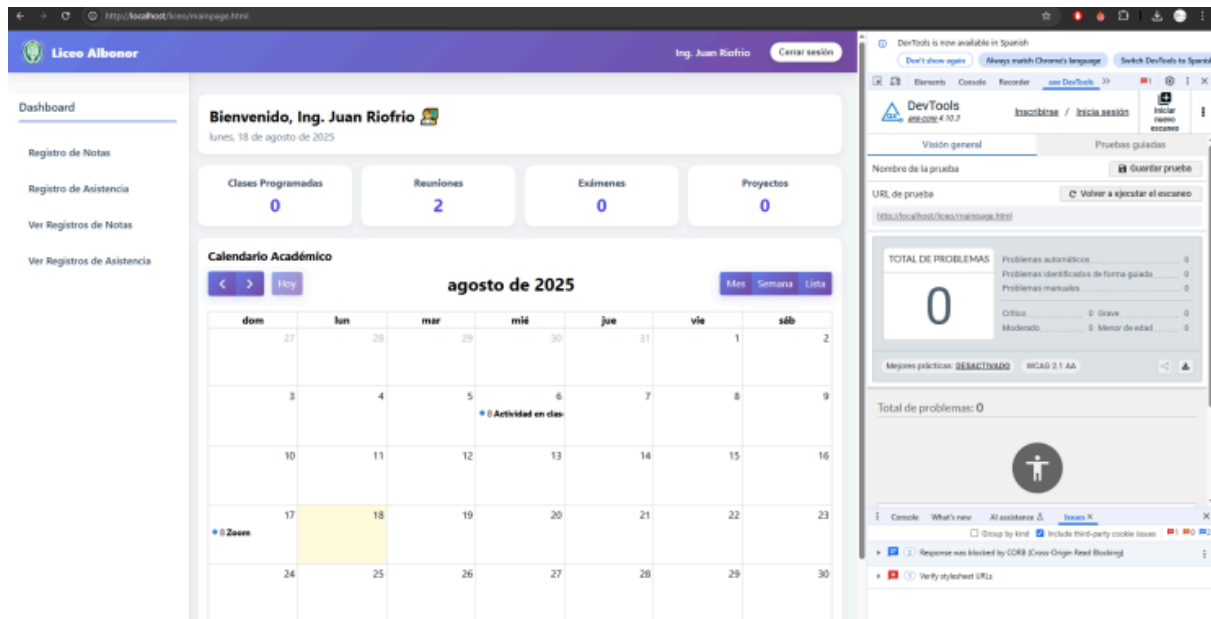 http://localhost/liceo/mainpage.html
Liceo Albonor
Ing. Juan Riofrio
Cerrar sesión
Dashboard
Registro de Notas
Registro de Asistencia
Ver Registros de Notas
Ver Registros de Asistencia
Bienvenido, Ing. Juan Riofrio
lunes, 18 de agosto de 2025
Clases Programadas
0
Reuniones
2
Exámenes
0
Proyectos
0
Calendario Académico
Hoy
agosto de 2025
Mes Semana Lista
dom lun mar mié jue vie sáb
27 28 29 30 31 1 2
3 4 5 6 7 8 9
8 Actividad en clas
10 11 12 13 14 15 16
17 18 19 20 21 22 23
8 Zoom
24 25 26 27 28 29 30
DevTools is now available in Spanish
Don't show again Always match Chrome's language Switch DevTools to Spanish
Elements Console Recorder axe DevTools
1
DevTools
axe-core 4.10.3
Inscribirse / Inicia sesión
Iniciar nuevo escaneo
Visión general Pruebas guiadas
Nombre de la prueba Guardar prueba
URL de prueba Volver a ejecutar el escaneo
http://localhost/liceo/mainpage.html
TOTAL DE PROBLEMAS
0
Problemas automáticos 0
Problemas identificados de forma guiada 0
Problemas manuales 0
Crítico 0 Grave 0
Moderado 0 Menor de edad 0
Mejores prácticas: DESACTIVADO WCAG 2.1 AA
Total de problemas: 0
Console What's new AI assistance Issues
Group by kind Include third-party cookie issues 1 0 2
2 Response was blocked by CORB (Cross-Origin Read Blocking)
1 Verify stylesheet URLs